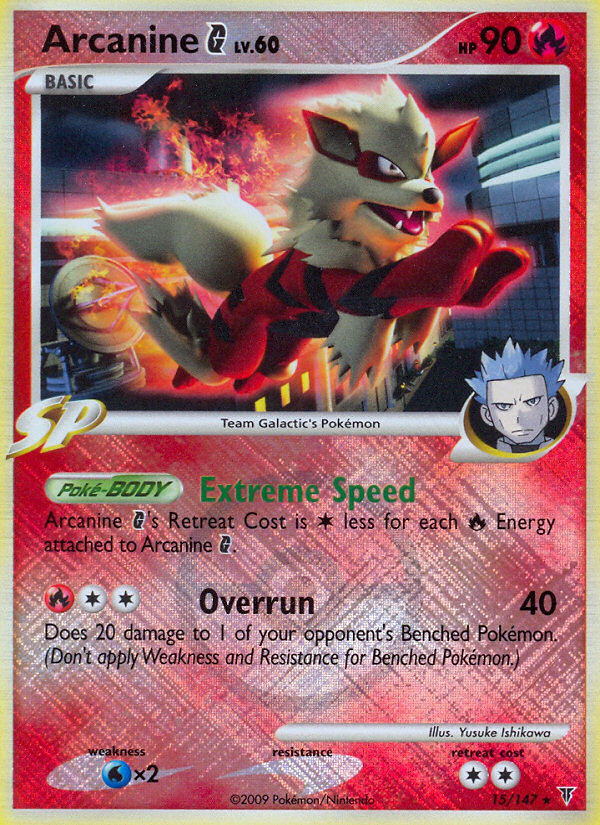 Arcanine G LV.60 HP 90
BASIC
SP
Team Galactic's Pokémon
Poké-BODY Extreme Speed
Arcanine G's Retreat Cost is less for each Energy
attached to Arcanine G.
Overrun 40
Does 20 damage to 1 of your opponent's Benched Pokémon.
(Don't apply Weakness and Resistance for Benched Pokémon.)
Illus. Yusuke Ishikawa
weakness resistance retreat cost
×2
©2009 Pokémon/Nintendo 15/147 ★